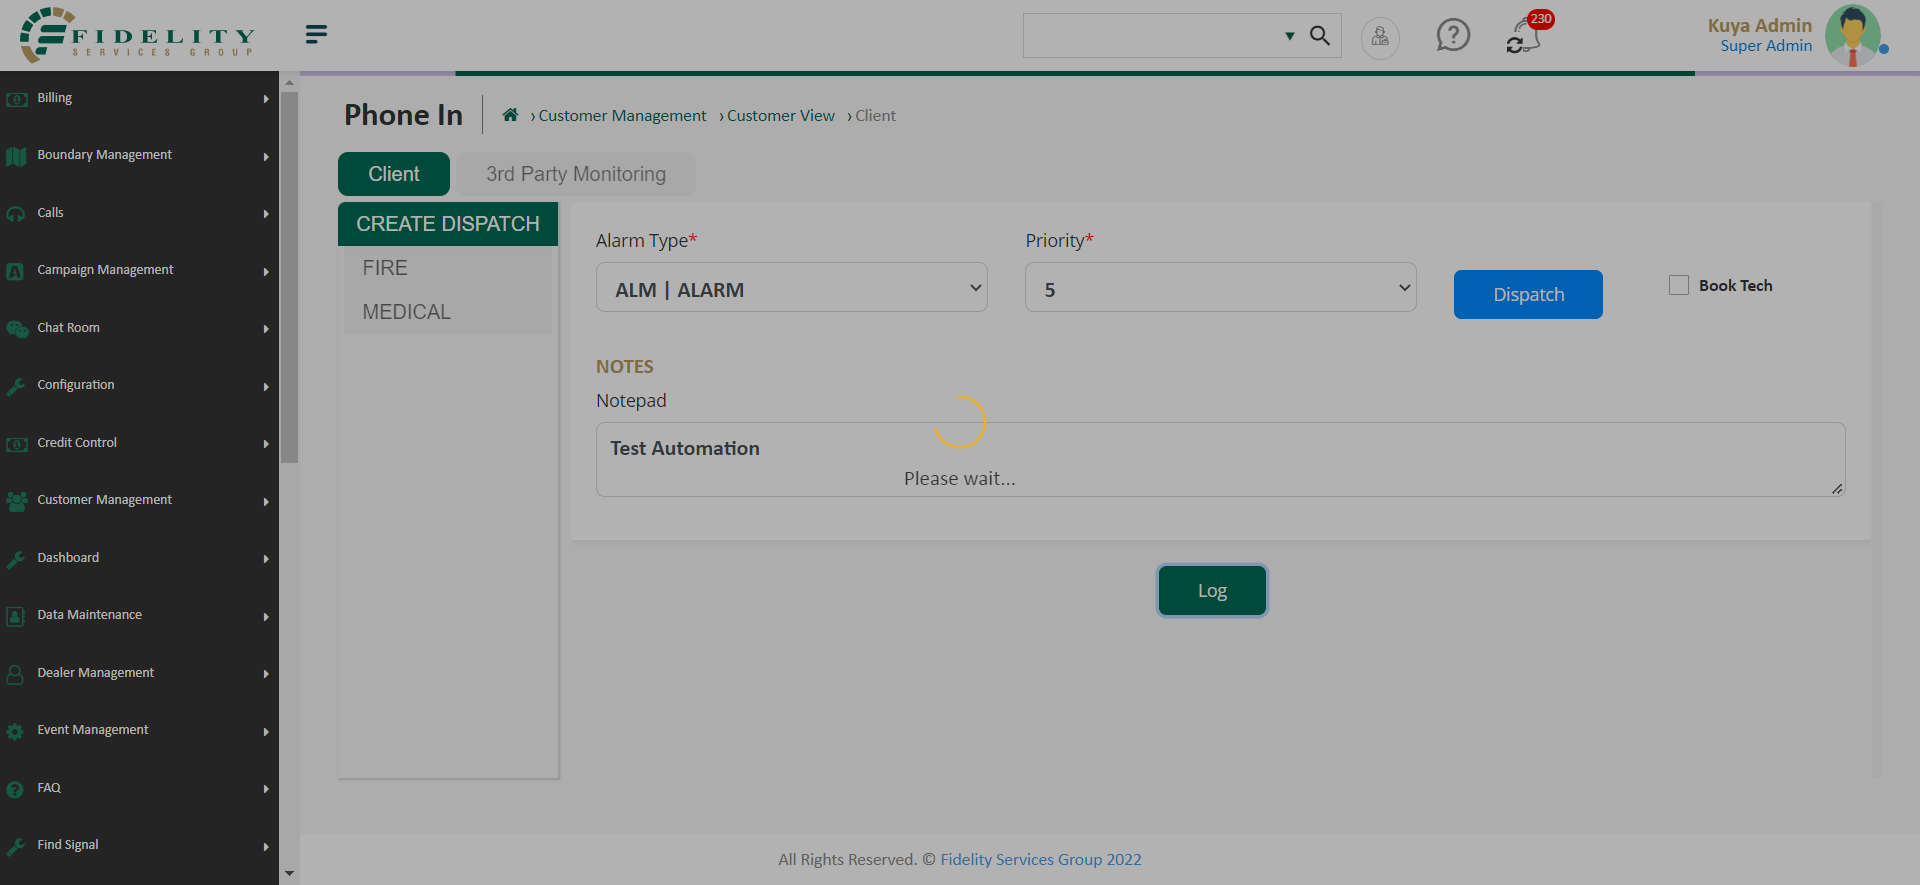 FIDELITY
SERVICES GROUP
230
Kuya Admin
Super Admin
Billing
Boundary Management
Calls
Campaign Management
Chat Room
Configuration
Credit Control
Customer Management
Dashboard
Data Maintenance
Dealer Management
Event Management
FAQ
Find Signal
Phone In
› Customer Management › Customer View › Client
Client
3rd Party Monitoring
CREATE DISPATCH
FIRE
MEDICAL
Alarm Type*
Priority*
ALM | ALARM
5
Dispatch
Book Tech
NOTES
Notepad
Test Automation
Please wait...
Log
All Rights Reserved. © Fidelity Services Group 2022